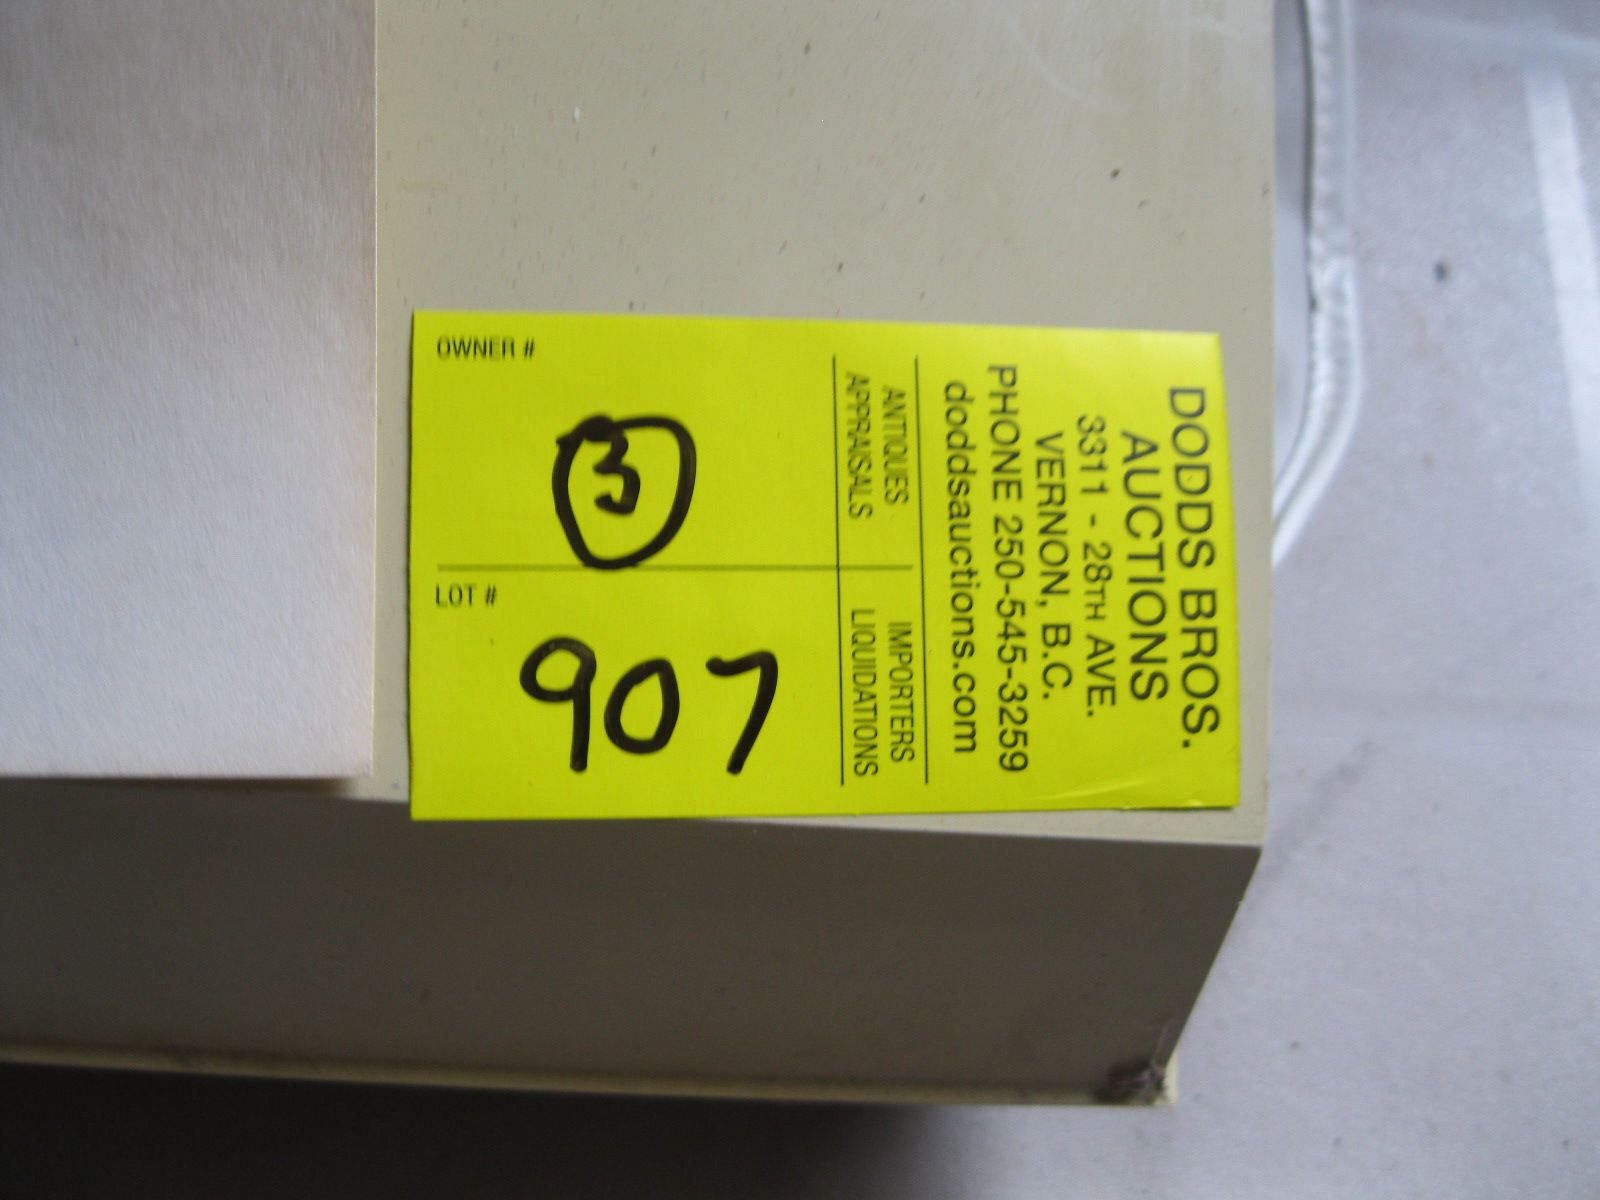 DODDS BROS.
AUCTIONS
3311 - 28TH AVE.
VERNON, B.C.
PHONE 250-545-3259
doddsauctions.com
ANTIQUES
APPRAISALS
IMPORTERS
LIQUIDATIONS
OWNER #
3
LOT #
907